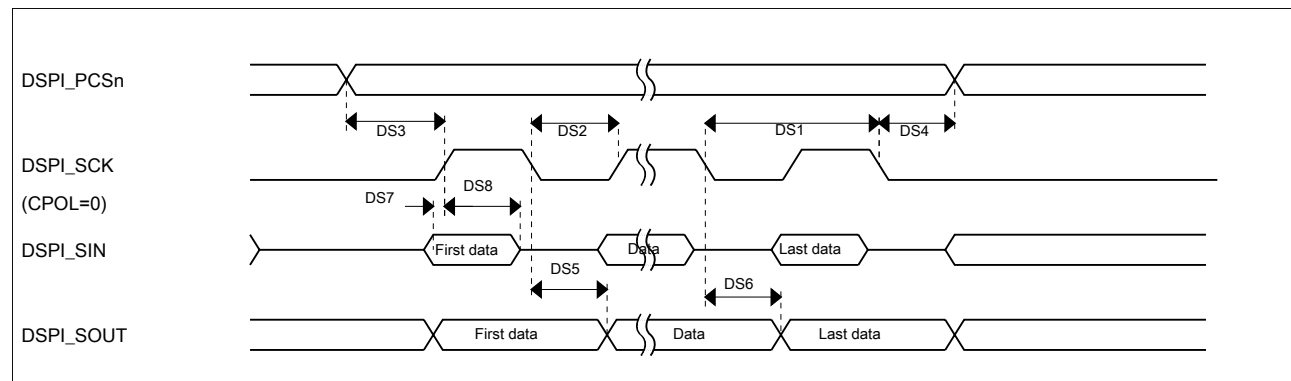 DSPI_PCSn
DS3
DS2
DS1
DS4
DSPI_SCK
(CPOL=0)
DS7
DS8
DSPI_SIN
First data
Data
Last data
DS5
DS6
DSPI_SOUT
First data
Data
Last data